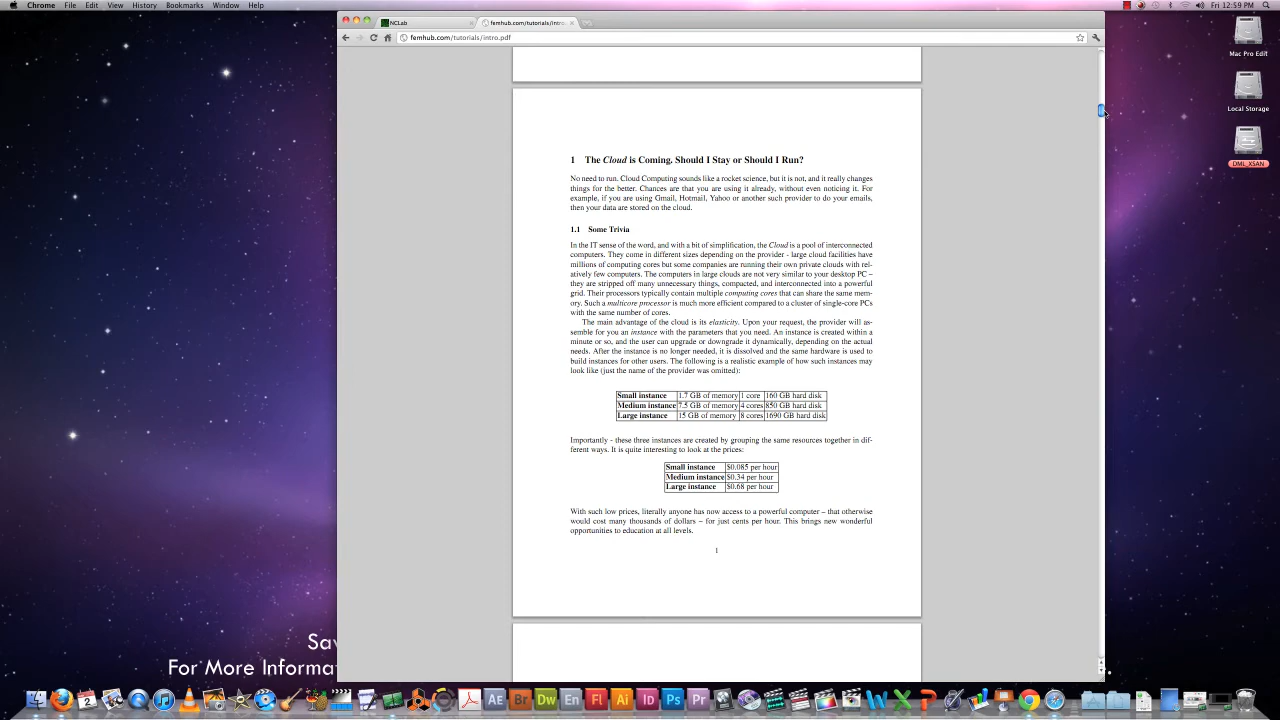 Chrome File Edit View History Bookmarks Window Help
Fri 12:59 PM
NCLab
femhub.com/tutorials/intro
femhub.com/tutorials/intro.pdf
Mac Pro Edit
Local Storage
DML_XSAN
1 The Cloud is Coming. Should I Stay or Should I Run?
No need to run. Cloud Computing sounds like a rocket science, but it is not, and it really changes
things for the better. Chances are that you are using it already, without even noticing it. For
example, if you are using Gmail, Hotmail, Yahoo or another such provider to do your emails,
then your data are stored on the cloud.
1.1 Some Trivia
In the IT sense of the word, and with a bit of simplification, the Cloud is a pool of interconnected
computers. They come in different sizes depending on the provider - large cloud facilities have
millions of computing cores but some companies are running their own private clouds with rel-
atively few computers. The computers in large clouds are not very similar to your desktop PC –
they are stripped off many unnecessary things, compacted, and interconnected into a powerful
grid. Their processors typically contain multiple computing cores that can share the same mem-
ory. Such a multicore processor is much more efficient compared to a cluster of single-core PCs
with the same number of cores.
The main advantage of the cloud is its elasticity. Upon your request, the provider will as-
semble for you an instance with the parameters that you need. An instance is created within a
minute or so, and the user can upgrade or downgrade it dynamically, depending on the actual
needs. After the instance is no longer needed, it is dissolved and the same hardware is used to
build instances for other users. The following is a realistic example of how such instances may
look like (just the name of the provider was omitted):
Small instance 1.7 GB of memory 1 core 160 GB hard disk
Medium instance 7.5 GB of memory 4 cores 850 GB hard disk
Large instance 15 GB of memory 8 cores 1690 GB hard disk
Importantly - these three instances are created by grouping the same resources together in dif-
ferent ways. It is quite interesting to look at the prices:
Small instance $0.085 per hour
Medium instance $0.34 per hour
Large instance $0.68 per hour
With such low prices, literally anyone has now access to a powerful computer – that otherwise
would cost many thousands of dollars – for just cents per hour. This brings new wonderful
opportunities to education at all levels.
1
Sav
For More Informat
Ae Br Dw En Fl Ai Id Ps Pr